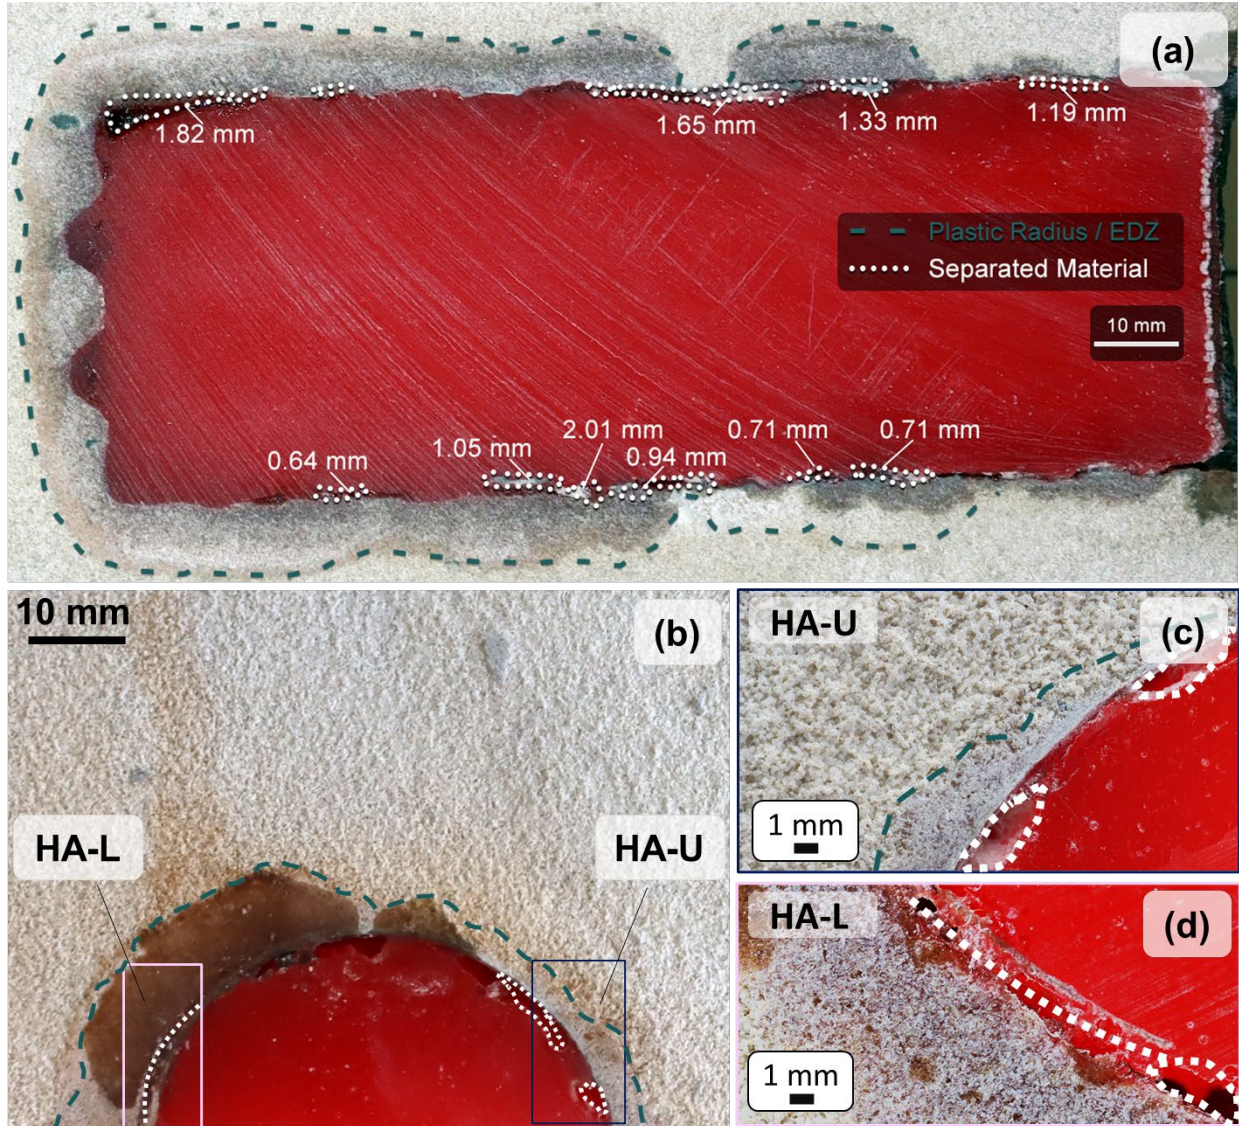 (a)
1.82 mm
1.65 mm
1.33 mm
1.19 mm
Plastic Radius / EDZ
Separated Material
10 mm
0.64 mm
1.05 mm
2.01 mm
0.94 mm
0.71 mm
0.71 mm
10 mm
(b)
HA-L
HA-U
HA-U
(c)
1 mm
HA-L
(d)
1 mm